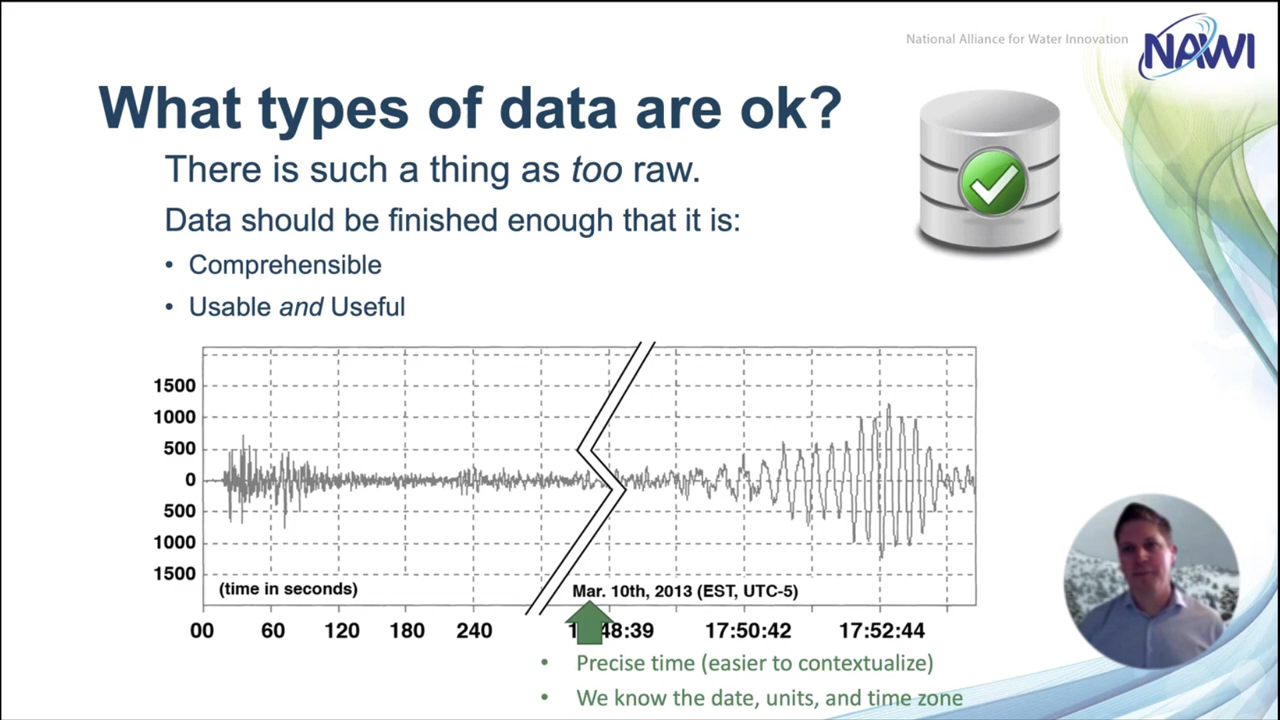 National Alliance for Water Innovation
NAWI
What types of data are ok?
There is such a thing as too raw.
Data should be finished enough that it is:
• Comprehensible
• Usable and Useful
1500
1000
500
0
500
1000
1500
(time in seconds)
Mar. 10th, 2013 (EST, UTC-5)
00 60 120 180 240 48:39 17:50:42 17:52:44
• Precise time (easier to contextualize)
• We know the date, units, and time zone